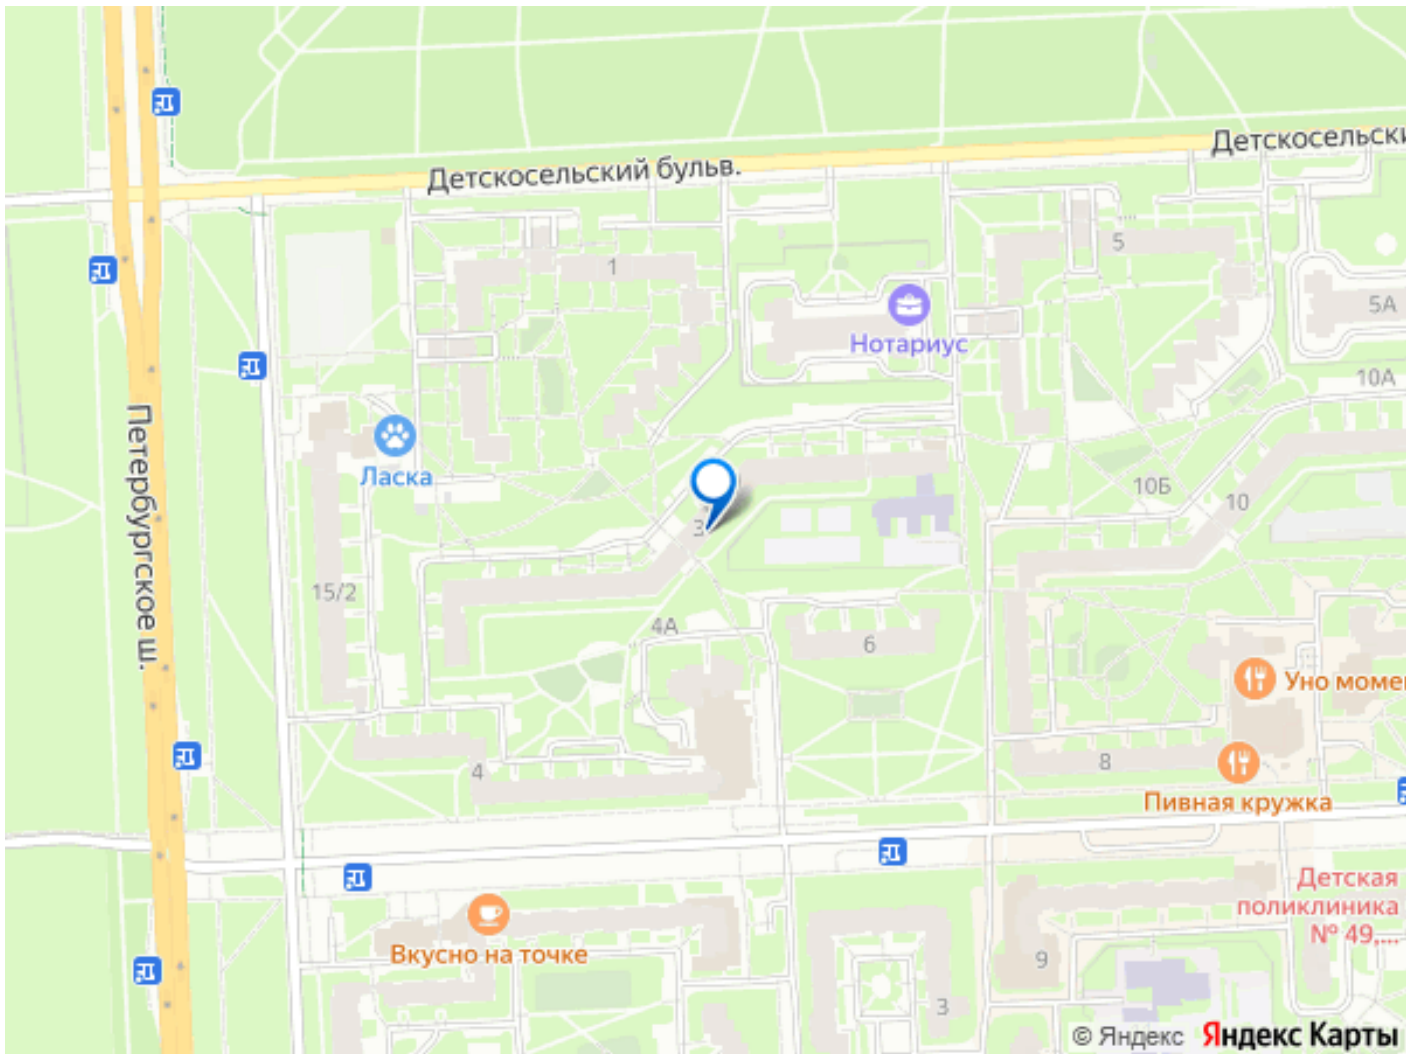 Детскосельски
Детскосельский бульв.
5
1
5А
Нотариус
10А
Петербургское ш.
Ласка
10Б
10
3
15/2
4А
6
Уно моме
4
8
Пивная кружка
Детская
поликлиника
№ 49,...
Вкусно на точке
9
3
© Яндекс Яндекс Карты